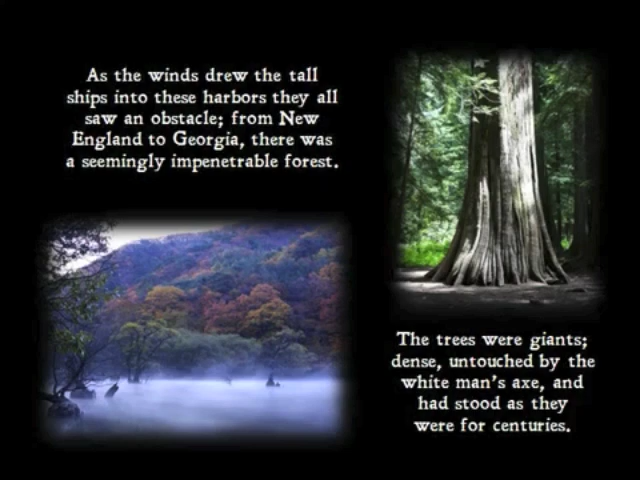 As the winds drew the tall
ships into these harbors they all
saw an obstacle; from New
England to Georgia, there was
a seemingly impenetrable forest.
The trees were giants;
dense, untouched by the
white man's axe, and
had stood as they
were for centuries.